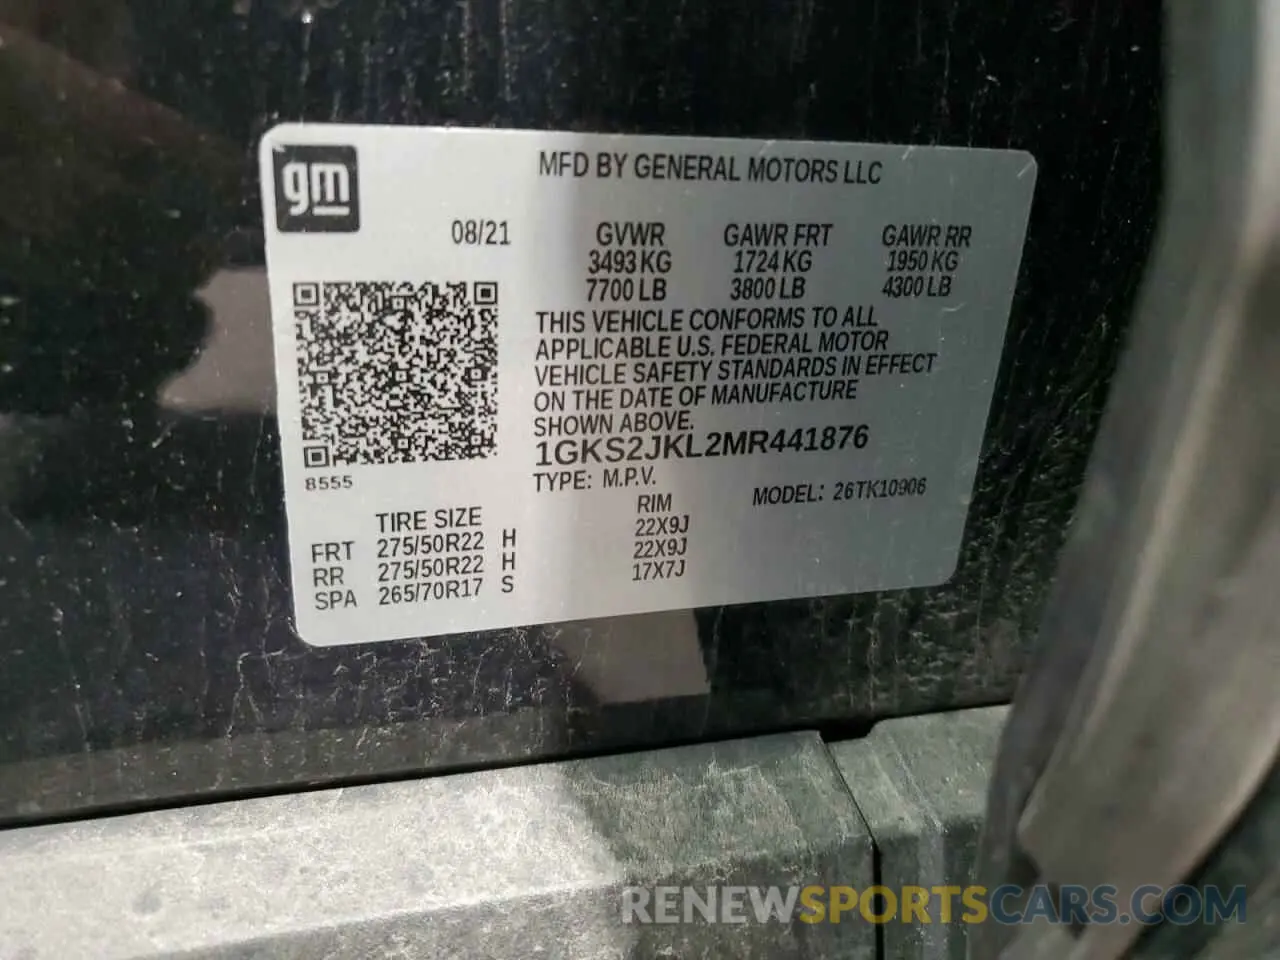 gm
MFD BY GENERAL MOTORS LLC
08/21
GVWR GAWR FRT GAWR RR
3493 KG 1724 KG 1950 KG
7700 LB 3800 LB 4300 LB
THIS VEHICLE CONFORMS TO ALL
APPLICABLE U.S. FEDERAL MOTOR
VEHICLE SAFETY STANDARDS IN EFFECT
ON THE DATE OF MANUFACTURE
SHOWN ABOVE.
1GKS2JKL2MR441876
8555
TYPE: M.P.V. MODEL: 26TK10906
TIRE SIZE RIM
FRT 275/50R22 H 22X9J
RR 275/50R22 H 22X9J
SPA 265/70R17 S 17X7J
RENEWSPORTSCARS.COM